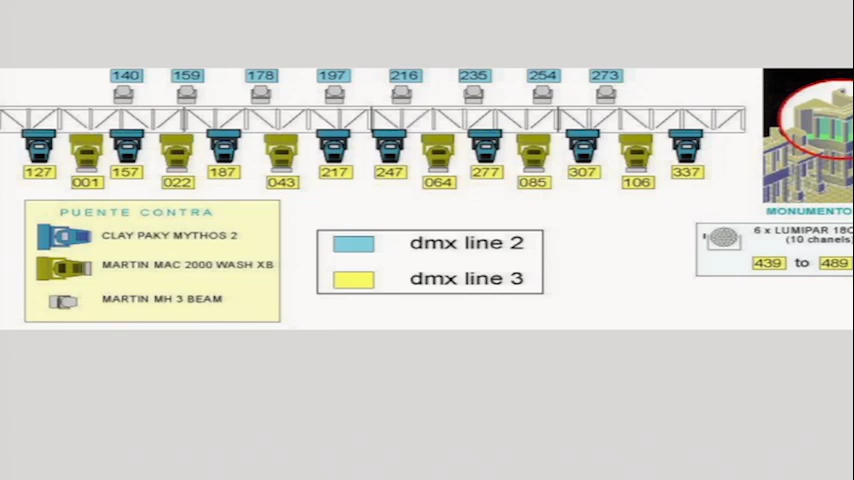 140 159 178 197 216 235 254 273
127 157 187 217 247 277 307 337
001 022 043 064 085 106
PUENTE CONTRA
CLAY PAKY MYTHOS 2
MARTIN MAC 2000 WASH XB
MARTIN MH 3 BEAM
dmx line 2
dmx line 3
MONUMENTO
6 x LUMIPAR 18
(10 chanels)
439 to 489